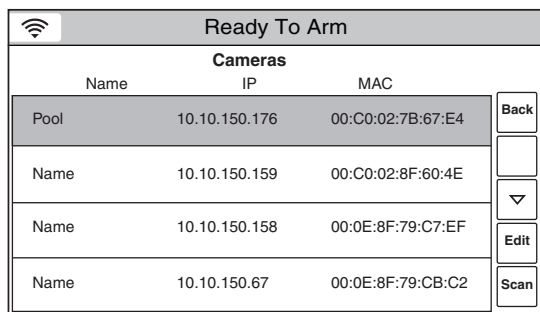 Ready To Arm
Cameras
Name IP MAC
Pool 10.10.150.176 00:C0:02:7B:67:E4
Name 10.10.150.159 00:C0:02:8F:60:4E
Name 10.10.150.158 00:0E:8F:79:C7:EF
Name 10.10.150.67 00:0E:8F:79:CB:C2
Back
Edit
Scan